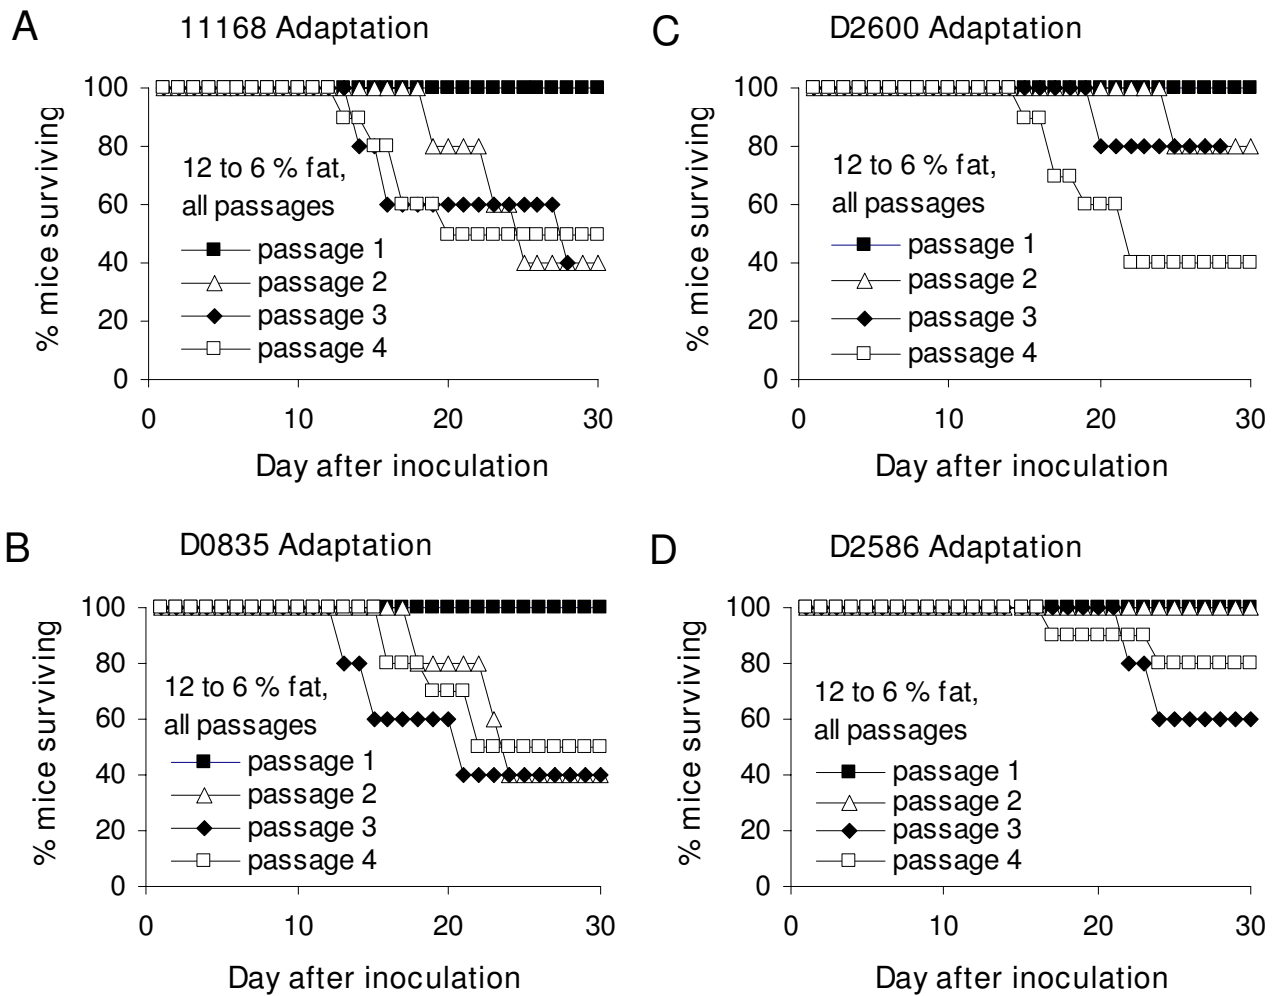 A
11168 Adaptation
% mice surviving
100
80
60
40
20
0
12 to 6 % fat,
all passages
passage 1
passage 2
passage 3
passage 4
0 10 20 30
Day after inoculation
C
D2600 Adaptation
% mice surviving
100
80
60
40
20
0
12 to 6 % fat,
all passages
passage 1
passage 2
passage 3
passage 4
0 10 20 30
Day after inoculation
B
D0835 Adaptation
% mice surviving
100
80
60
40
20
0
12 to 6 % fat,
all passages
passage 1
passage 2
passage 3
passage 4
0 10 20 30
Day after inoculation
D
D2586 Adaptation
% mice surviving
100
80
60
40
20
0
12 to 6 % fat,
all passages
passage 1
passage 2
passage 3
passage 4
0 10 20 30
Day after inoculation